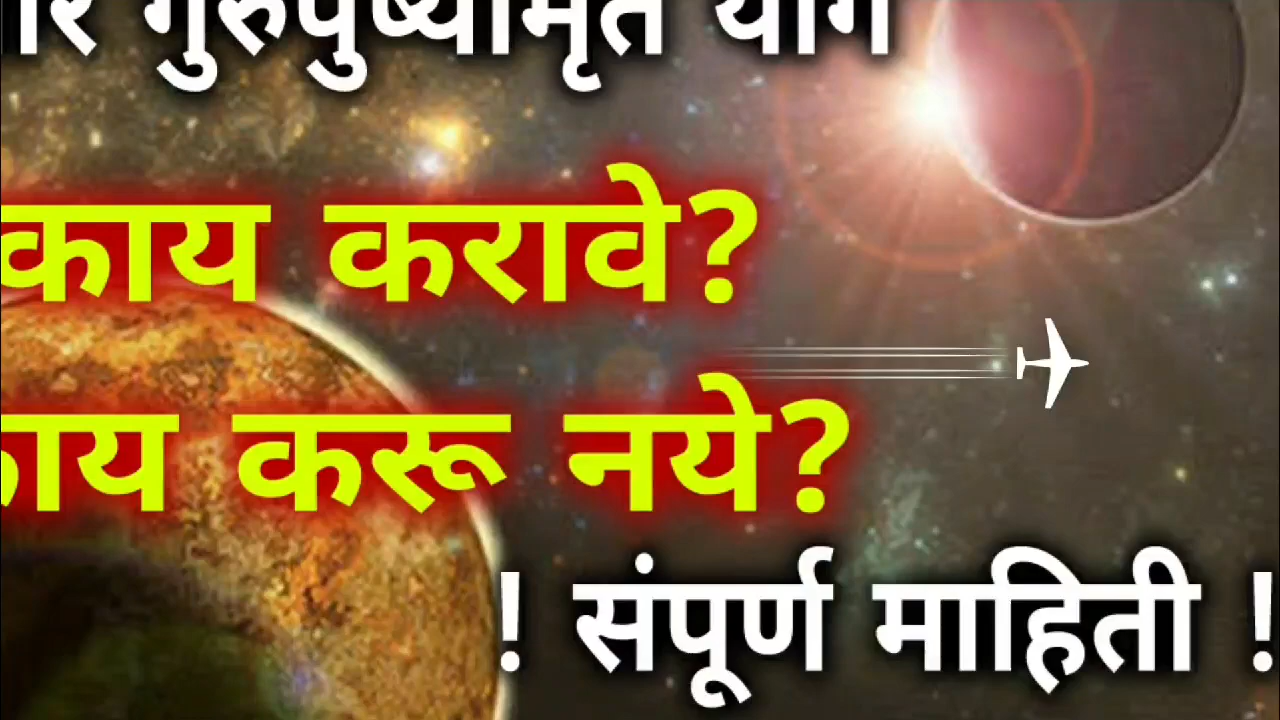 गुरुपुष्यामृत योग
काय करावे?
काय करू नये?
! संपूर्ण माहिती !